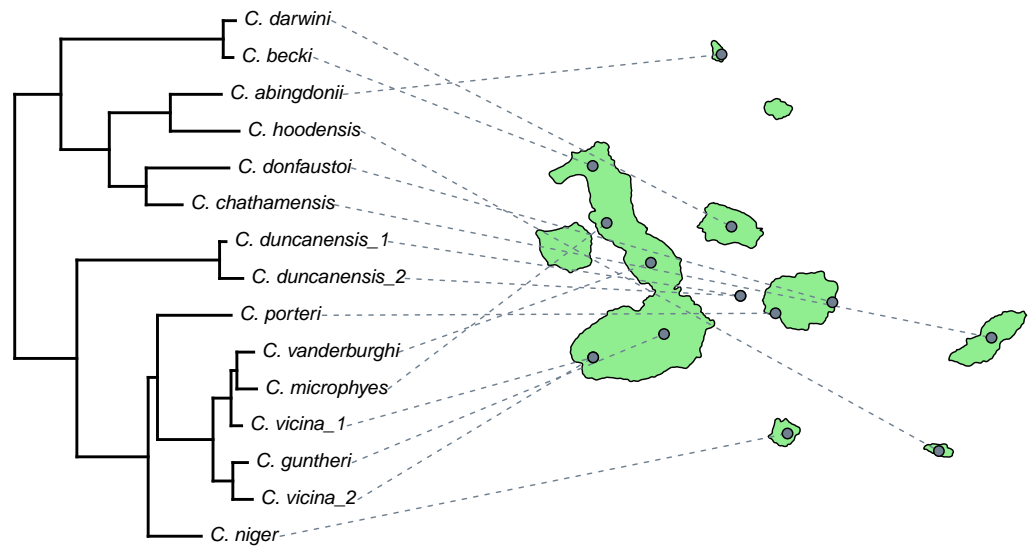 C. darwini
C. becki
C. abingdonii
C. hoodensis
C. donfaustoi
C. chathamensis
C. duncanensis_1
C. duncanensis_2
C. porteri
C. vanderburghi
C. microphyes
C. vicina_1
C. guntheri
C. vicina_2
C. niger